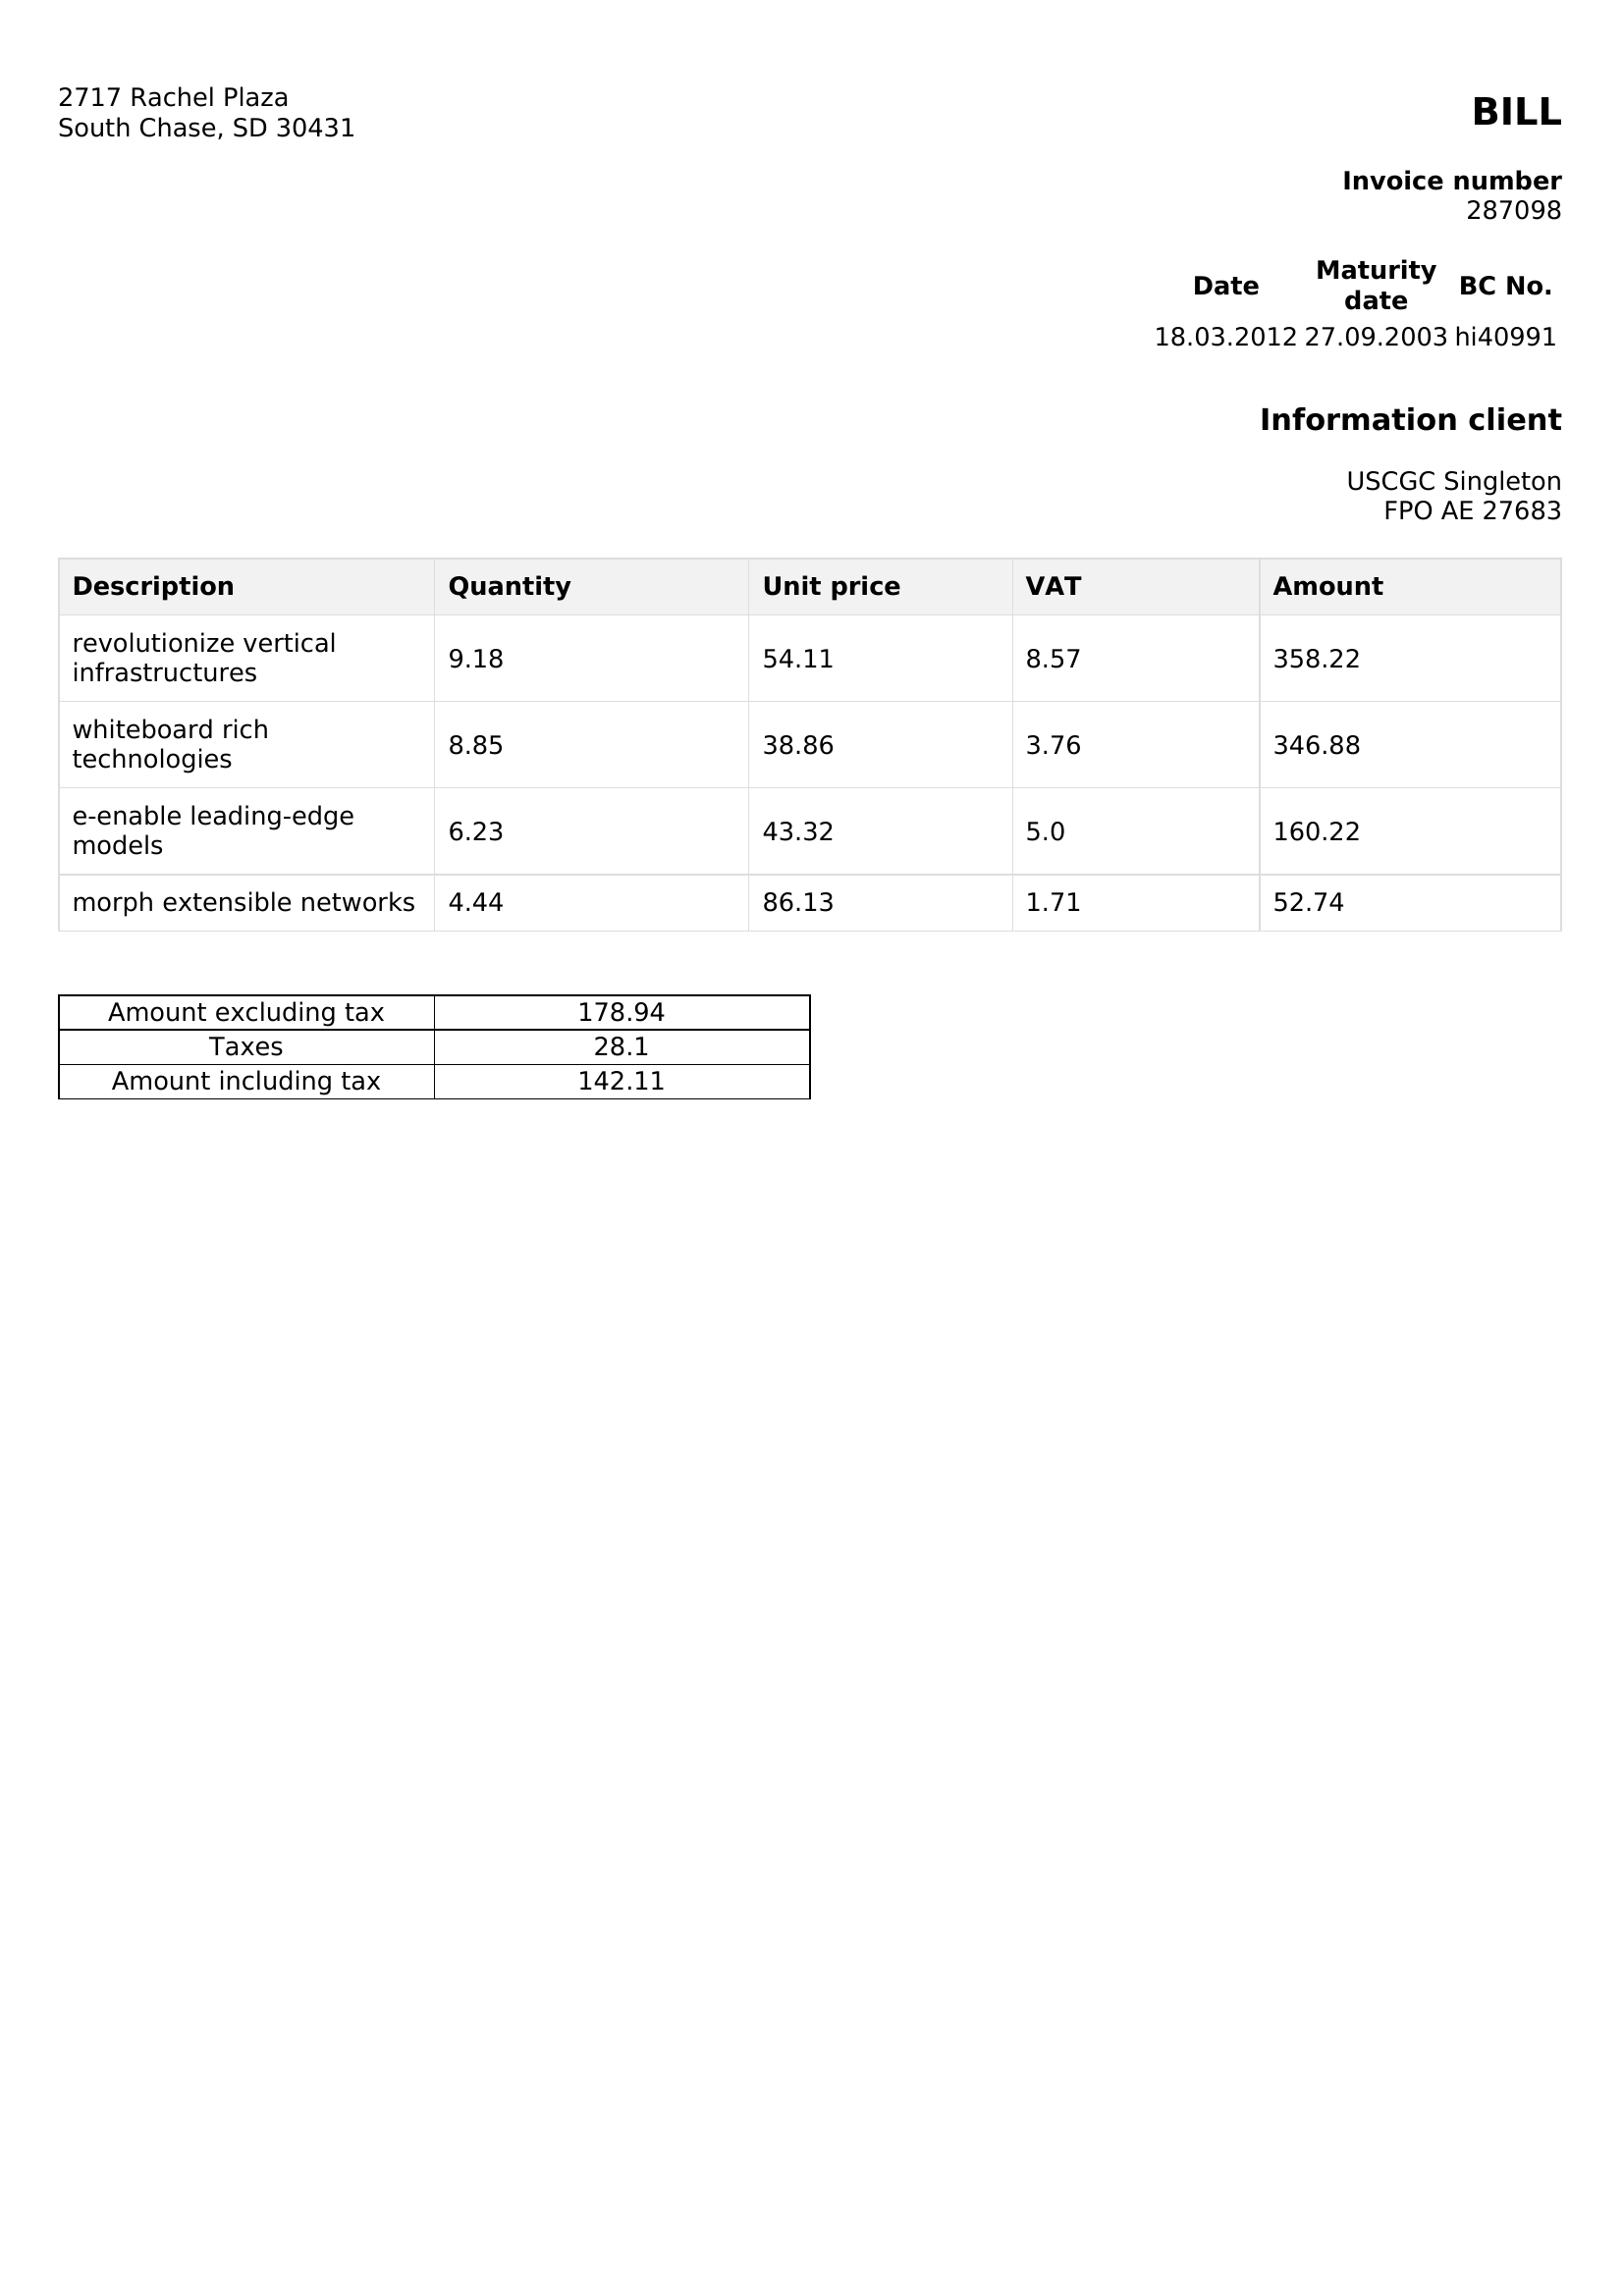 2717 Rachel Plaza
South Chase, SD 30431
BILL
Invoice number
287098
Date Maturity date BC No.
18.03.2012 27.09.2003 hi40991
Information client
USCGC Singleton
FPO AE 27683
Description Quantity Unit price VAT Amount
revolutionize vertical
infrastructures 9.18 54.11 8.57 358.22
whiteboard rich
technologies 8.85 38.86 3.76 346.88
e-enable leading-edge
models 6.23 43.32 5.0 160.22
morph extensible networks 4.44 86.13 1.71 52.74
Amount excluding tax 178.94
Taxes 28.1
Amount including tax 142.11